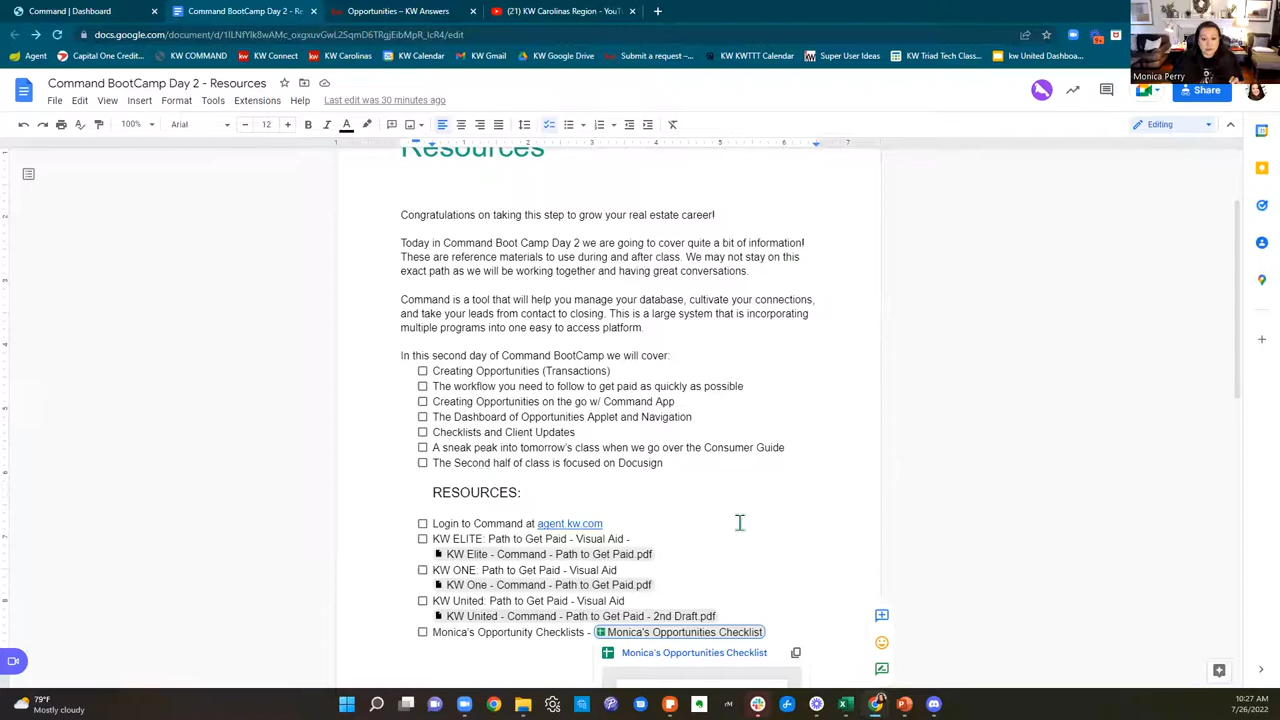 Command | Dashboard
Command BootCamp Day 2 - Re
Opportunities – KW Answers
(21) KW Carolinas Region - YouT
docs.google.com/document/d/1lLNfYlk8wAMc_oxgxuvGwL2SqmD6TRgjEibMpR_IcR4/edit
Agent
Capital One Credit...
KW COMMAND
KW Connect
KW Carolinas
KW Calendar
KW Gmail
KW Google Drive
Submit a request –...
KW KWTTT Calendar
Super User Ideas
KW Triad Tech Class...
kw United Dashboa...
Monica Perry
Command BootCamp Day 2 - Resources
File Edit View Insert Format Tools Extensions Help Last edit was 30 minutes ago
Share
100% Arial 12
Editing
Resources
Congratulations on taking this step to grow your real estate career!
Today in Command Boot Camp Day 2 we are going to cover quite a bit of information!
These are reference materials to use during and after class. We may not stay on this
exact path as we will be working together and having great conversations.
Command is a tool that will help you manage your database, cultivate your connections,
and take your leads from contact to closing. This is a large system that is incorporating
multiple programs into one easy to access platform.
In this second day of Command BootCamp we will cover:
Creating Opportunities (Transactions)
The workflow you need to follow to get paid as quickly as possible
Creating Opportunities on the go w/ Command App
The Dashboard of Opportunities Applet and Navigation
Checklists and Client Updates
A sneak peak into tomorrow's class when we go over the Consumer Guide
The Second half of class is focused on Docusign
RESOURCES:
Login to Command at agent.kw.com
KW ELITE: Path to Get Paid - Visual Aid -
KW Elite - Command - Path to Get Paid.pdf
KW ONE: Path to Get Paid - Visual Aid
KW One - Command - Path to Get Paid.pdf
KW United: Path to Get Paid - Visual Aid
KW United - Command - Path to Get Paid - 2nd Draft.pdf
Monica's Opportunity Checklists - Monica's Opportunities Checklist
Monica's Opportunities Checklist
79°F
Mostly cloudy
10:27 AM
7/26/2022